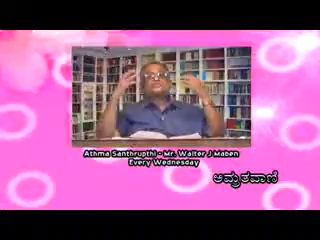 Athma Santhrupthi - Mr. Walter J Maben
Every Wednesday
ಅಮೃತವಾಣಿ